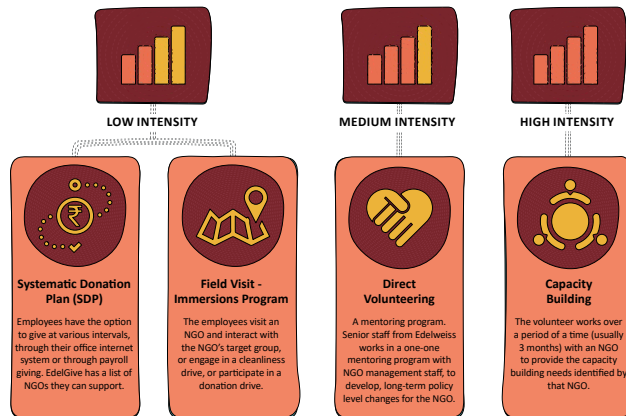 LOW INTENSITY
MEDIUM INTENSITY
HIGH INTENSITY
₹
Systematic Donation
Plan (SDP)
Employees have the option
to give at various intervals,
through their office internet
system or through payroll
giving. EdelGive has a list of
NGOs they can support.
Field Visit -
Immersions Program
The employees visit an
NGO and interact with
the NGO's target group,
or engage in a cleanliness
drive, or participate in a
donation drive.
Direct
Volunteering
A mentoring program.
Senior staff from Edelweiss
works in a one-one
mentoring program with
NGO management staff, to
develop, long-term policy
level changes for the NGO.
Capacity
Building
The volunteer works over
a period of a time (usually
3 months) with an NGO
to provide the capacity
building needs identified by
that NGO.